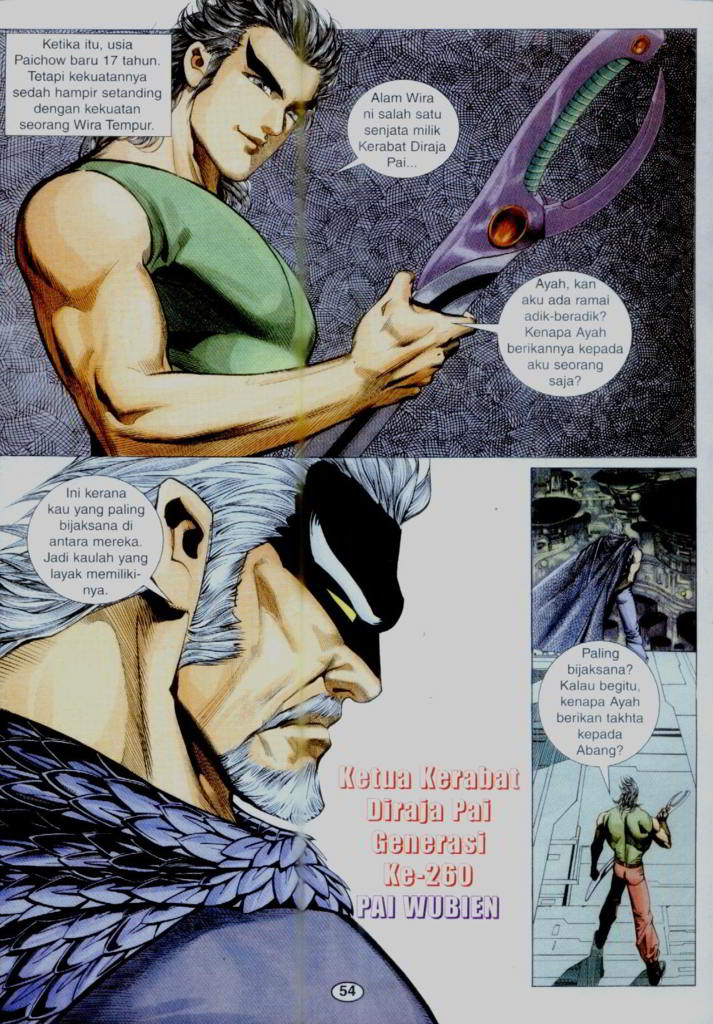 Ketika itu, usia
Paichow baru 17 tahun.
Tetapi kekuatannya
sedah hampir setanding
dengan kekuatan
seorang Wira Tempur.
Alam Wira
ni salah satu
senjata milik
Kerabat Diraja
Pai...
Ayah, kan
aku ada ramai
adik-beradik?
Kenapa Ayah
berikannya kepada
aku seorang
saja?
Ini kerana
kau yang paling
bijaksana di
antara mereka.
Jadi kaulah yang
layak memiliki-
nya.
Paling
bijaksana?
Kalau begitu,
kenapa Ayah
berikan takhta
kepada
Abang?
Ketua Kerabat
Diraja Pai
Generasi
Ke-260
PAI WUBIEN
54